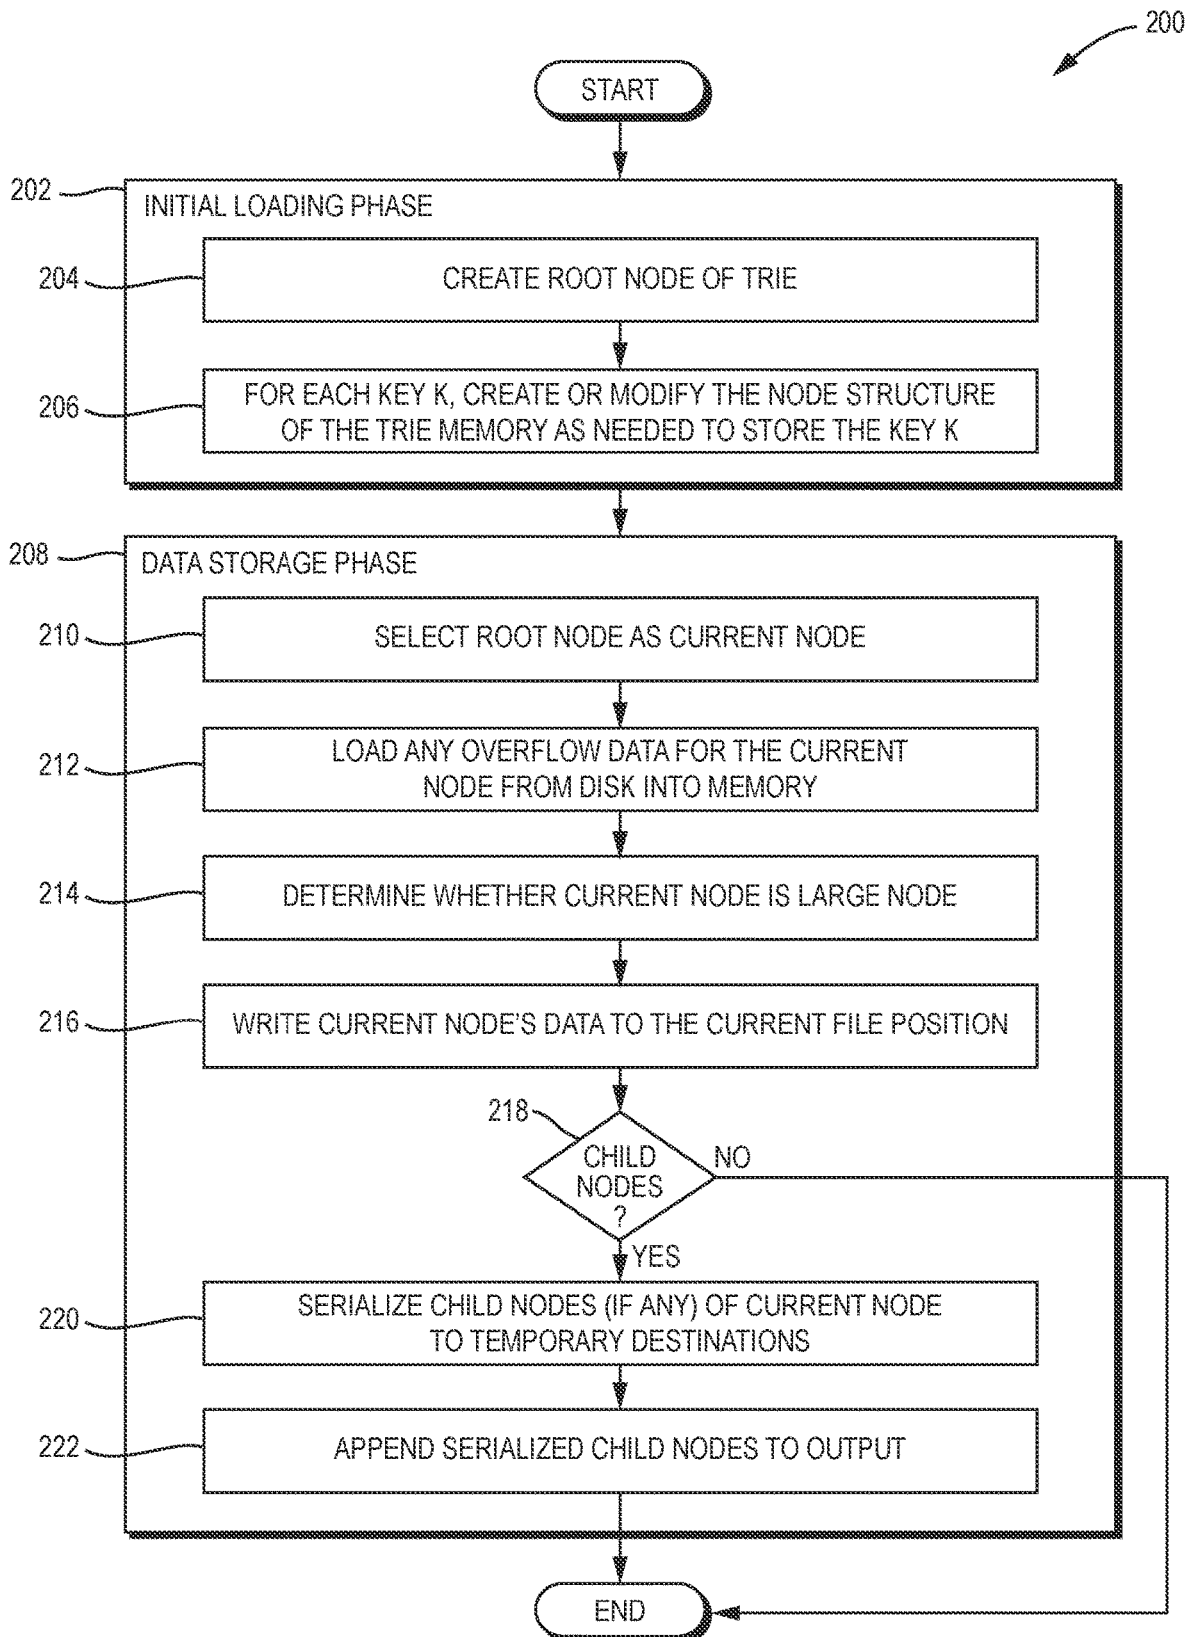 200
START
202
INITIAL LOADING PHASE
204
CREATE ROOT NODE OF TRIE
206
FOR EACH KEY K, CREATE OR MODIFY THE NODE STRUCTURE
OF THE TRIE MEMORY AS NEEDED TO STORE THE KEY K
208
DATA STORAGE PHASE
210
SELECT ROOT NODE AS CURRENT NODE
212
LOAD ANY OVERFLOW DATA FOR THE CURRENT
NODE FROM DISK INTO MEMORY
214
DETERMINE WHETHER CURRENT NODE IS LARGE NODE
216
WRITE CURRENT NODE'S DATA TO THE CURRENT FILE POSITION
218
CHILD
NODES
?
NO
YES
220
SERIALIZE CHILD NODES (IF ANY) OF CURRENT NODE
TO TEMPORARY DESTINATIONS
222
APPEND SERIALIZED CHILD NODES TO OUTPUT
END